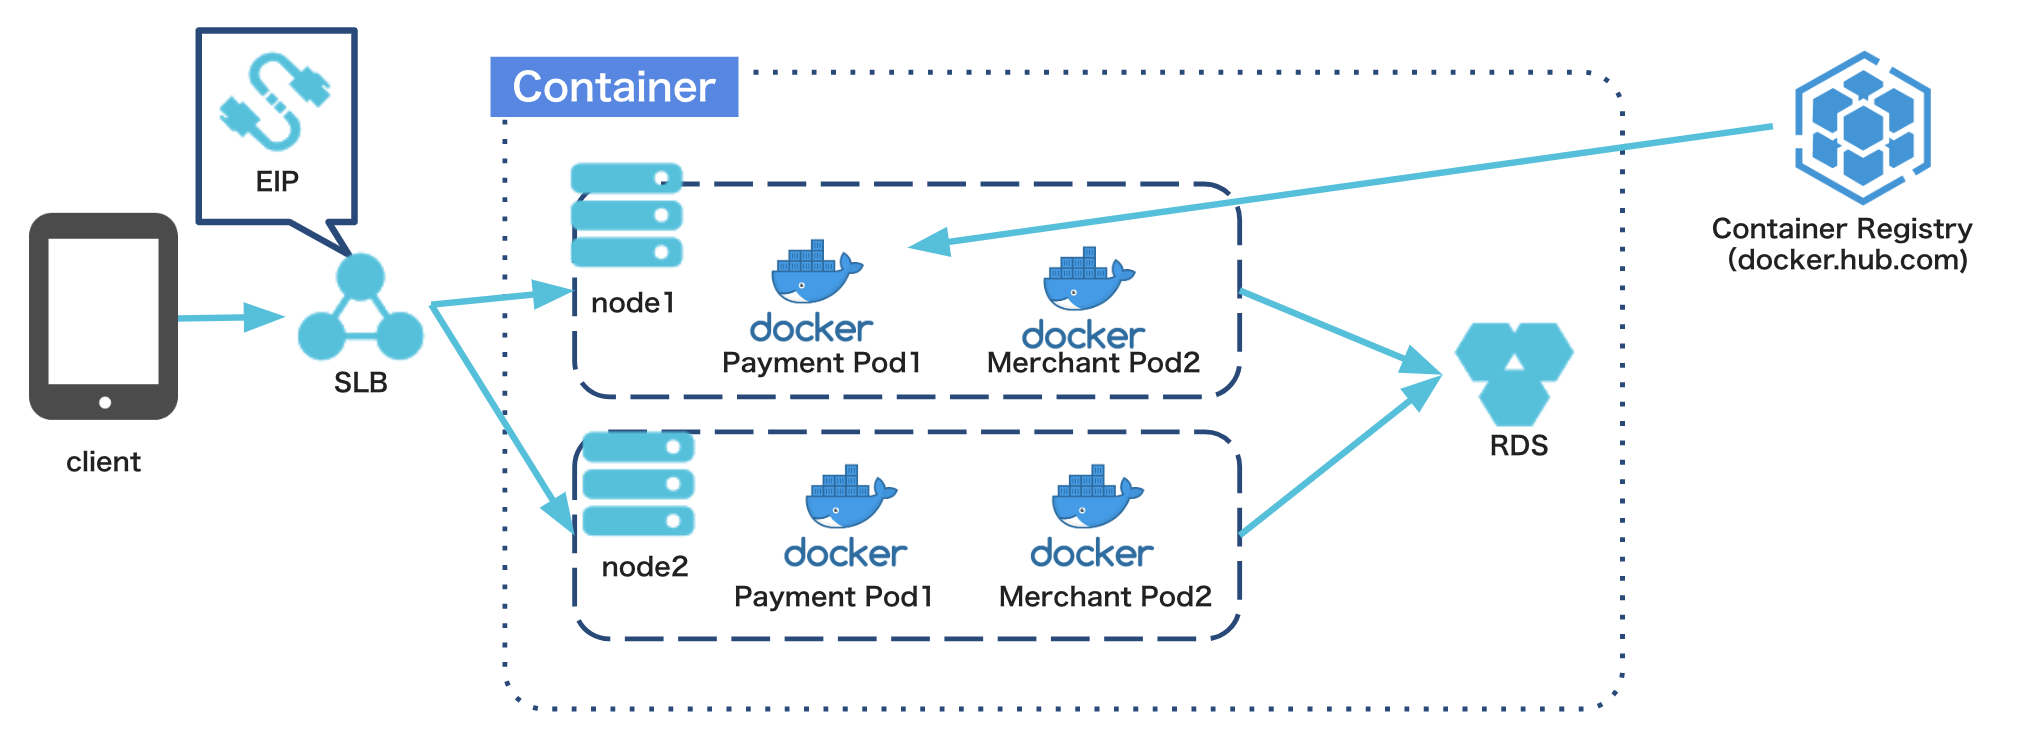 EIP
Container
client
SLB
node1
docker
Payment Pod1
docker
Merchant Pod2
node2
docker
Payment Pod1
docker
Merchant Pod2
RDS
Container Registry
(docker.hub.com)